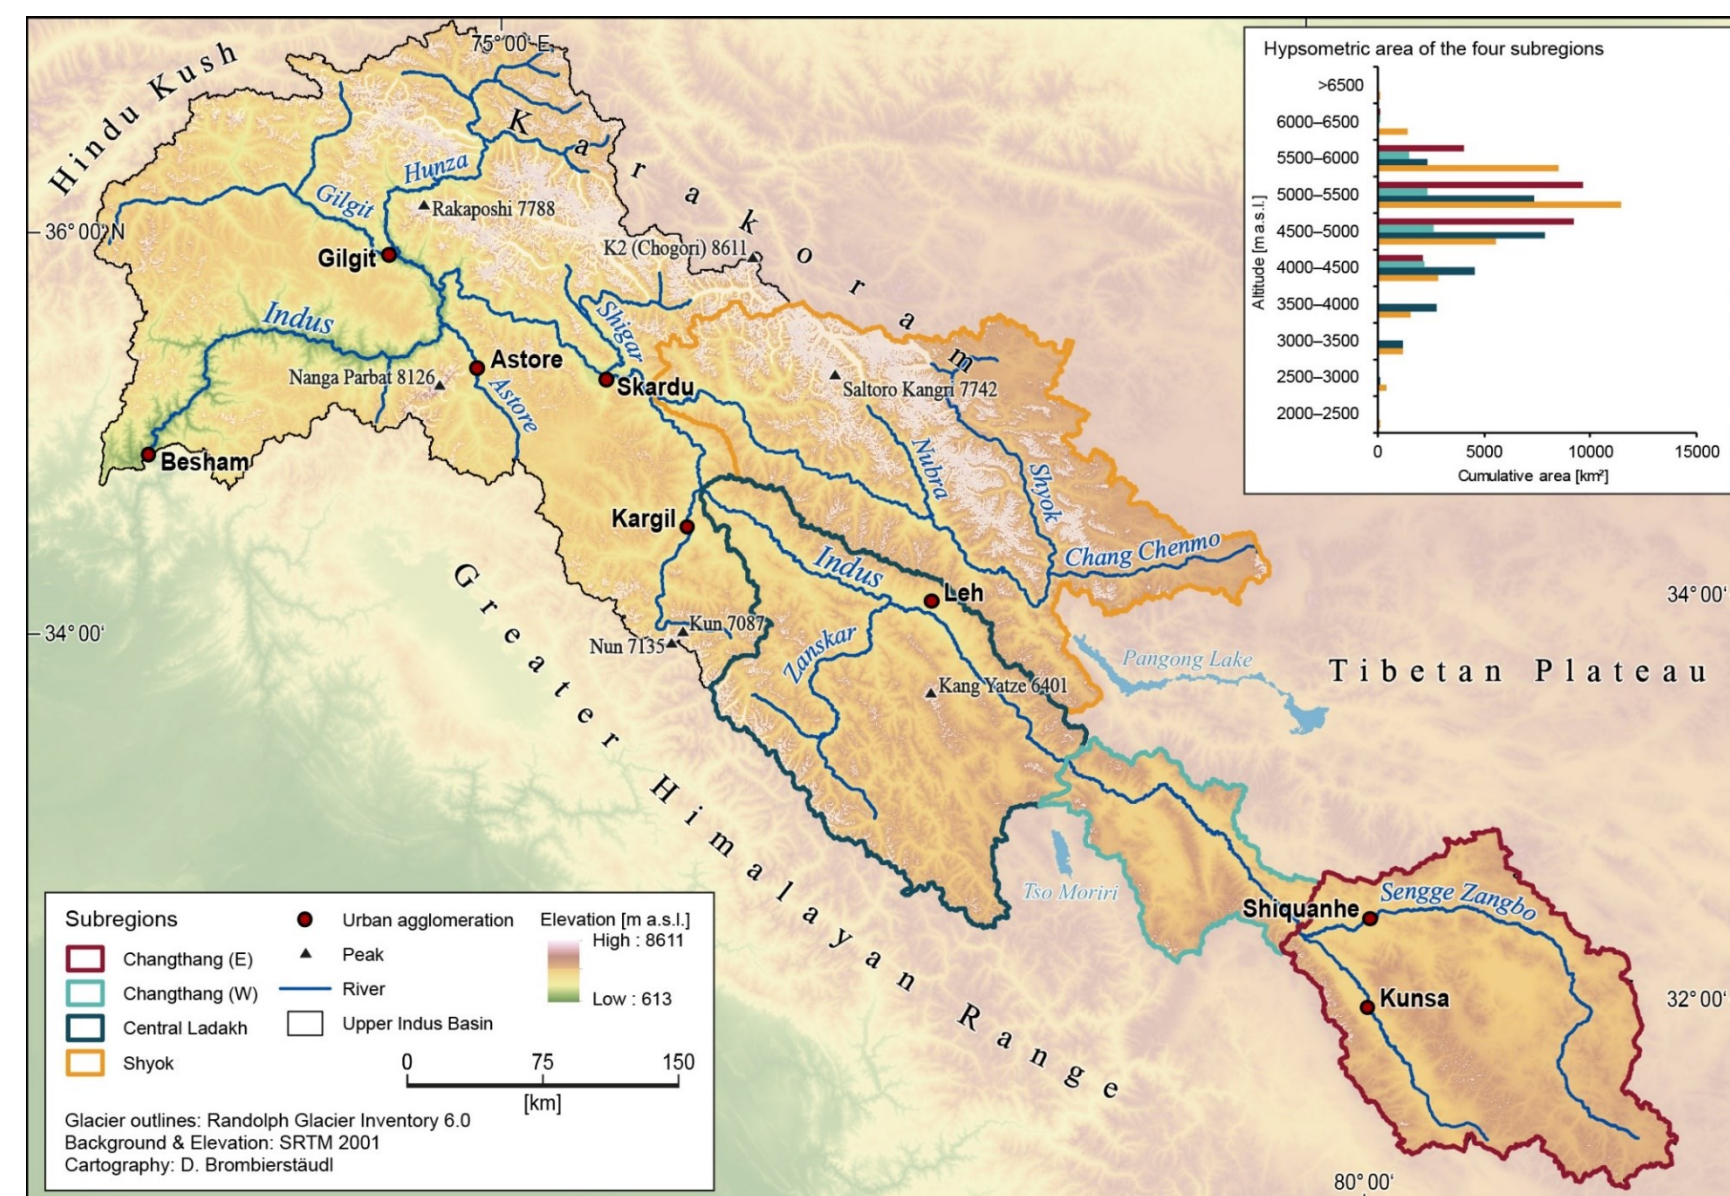 75°00' E
Hindu Kush
Karakoram
Hunza
Gilgit
Rakaposhi 7788
36°00' N
K2 (Chogori) 8611
Gilgit
Indus
Shigar
Astore
Nanga Parbat 8126
Astore
Skardu
Saltoro Kangri 7742
Besham
Nubra
Shyok
Kargil
Indus
Chang Chenmo
Leh
34°00'
34°00'
Kun 7087
Nun 7135
Zanskar
Kang Yatze 6401
Pangong Lake
Tibetan Plateau
Greater Himalayan Range
Tso Moriri
Shiquanhe
Sengge Zangbo
Kunsa
32°00'
80°00'
Hypsometric area of the four subregions
Altitude [m a.s.l.]
>6500
6000–6500
5500–6000
5000–5500
4500–5000
4000–4500
3500–4000
3000–3500
2500–3000
2000–2500
0 5000 10000 15000
Cumulative area [km²]
Subregions
Changthang (E)
Changthang (W)
Central Ladakh
Shyok
Urban agglomeration
Peak
River
Upper Indus Basin
Elevation [m a.s.l.]
High : 8611
Low : 613
0 75 150
[km]
Glacier outlines: Randolph Glacier Inventory 6.0
Background & Elevation: SRTM 2001
Cartography: D. Brombierstäudl